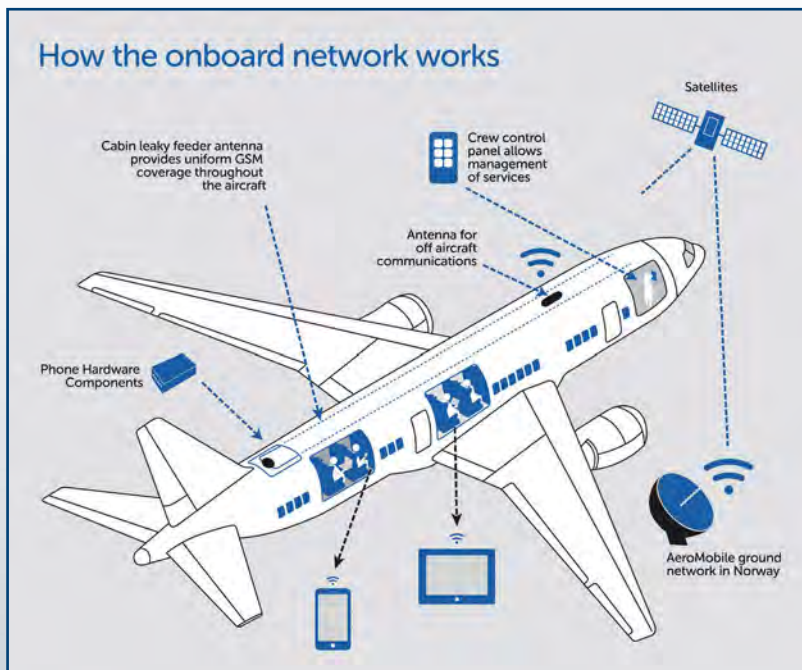 How the onboard network works
Satellites
Cabin leaky feeder antenna
provides uniform GSM
coverage throughout
the aircraft
Crew control
panel allows
management
of services
Antenna for
off aircraft
communications
Phone Hardware
Components
AeroMobile ground
network in Norway